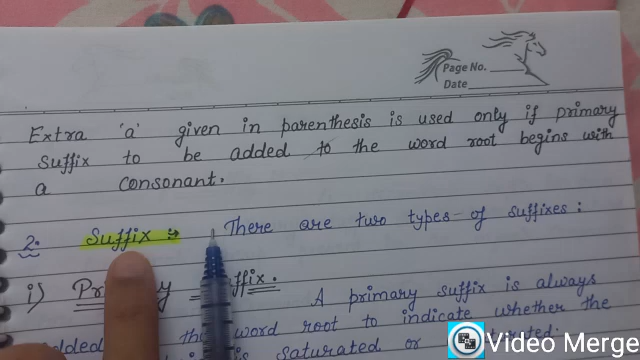 Page No.
Date
Extra 'a' given in parenthesis is used only if primary
suffix to be added to the word root begins with
a consonant.
2. Suffix → There are two types of suffixes:
i) A primary suffix is always
the word root to indicate whether the
saturated or
Video Merge